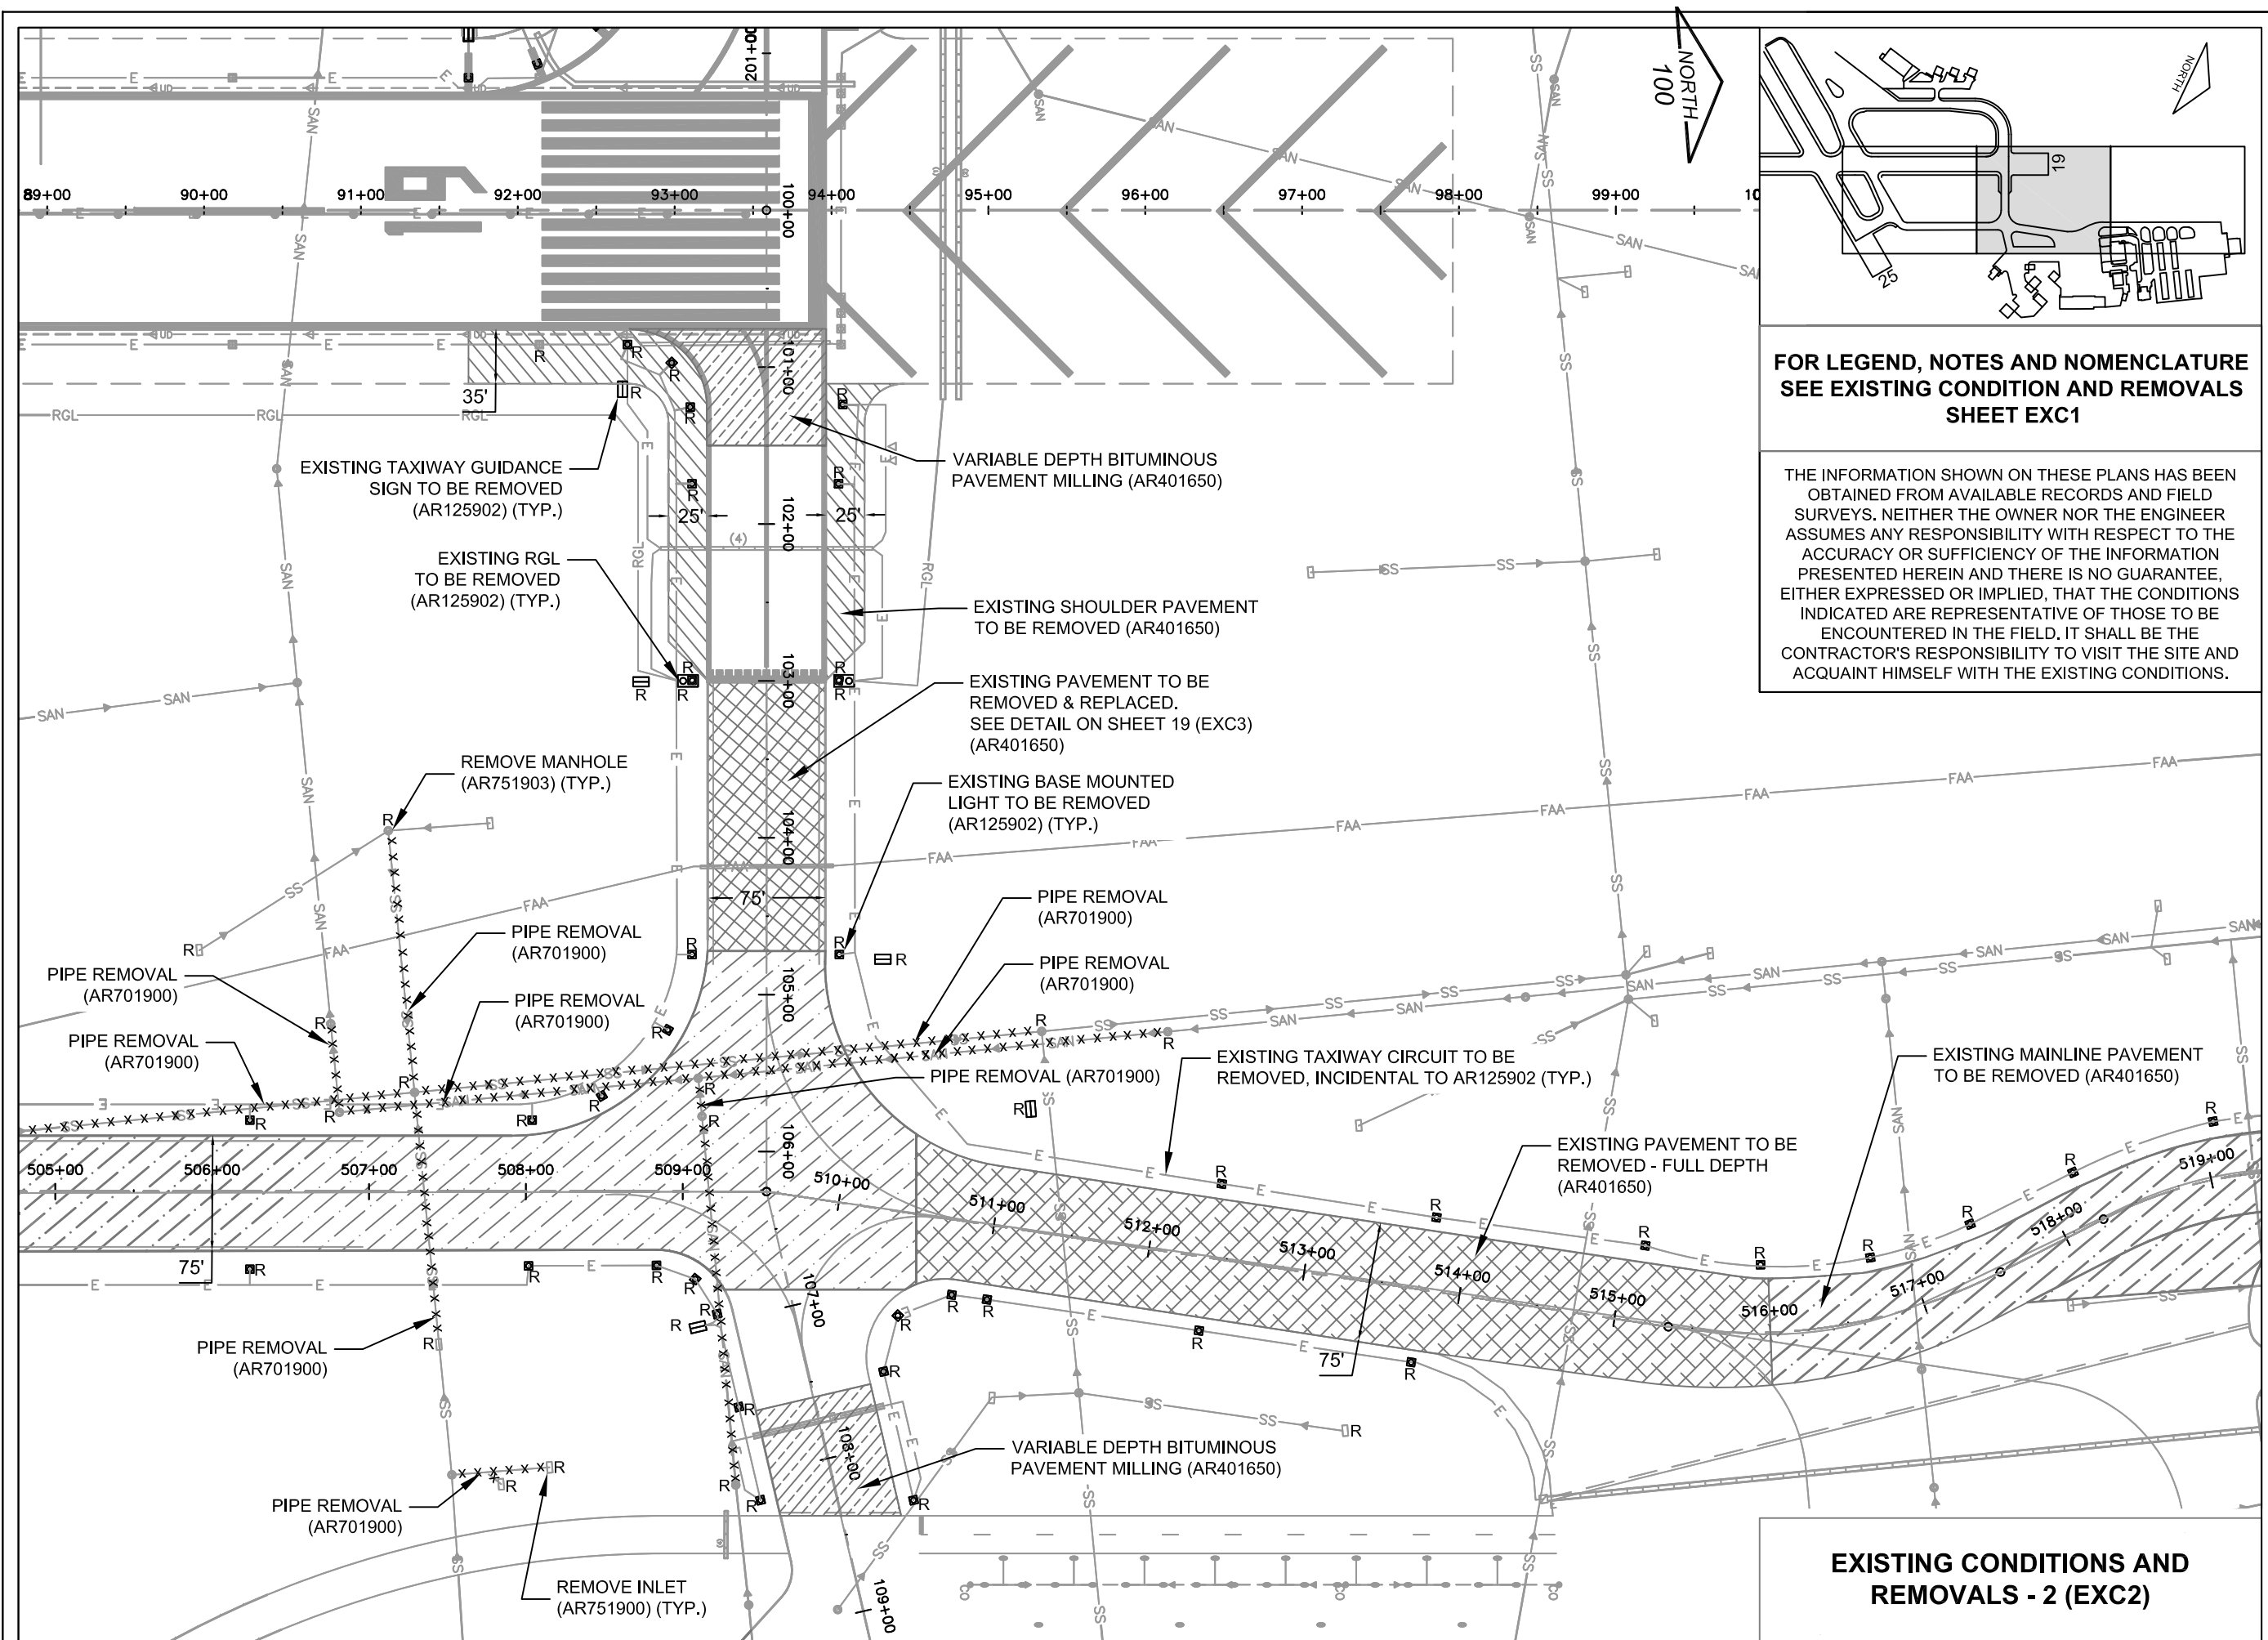 201+00
NORTH
100
NORTH
19
25
89+00
90+00
91+00
92+00
93+00
94+00
95+00
96+00
97+00
98+00
99+00
100+00
101+00
102+00
103+00
104+00
105+00
106+00
107+00
108+00
109+00
FOR LEGEND, NOTES AND NOMENCLATURE
SEE EXISTING CONDITION AND REMOVALS
SHEET EXC1
THE INFORMATION SHOWN ON THESE PLANS HAS BEEN
OBTAINED FROM AVAILABLE RECORDS AND FIELD
SURVEYS. NEITHER THE OWNER NOR THE ENGINEER
ASSUMES ANY RESPONSIBILITY WITH RESPECT TO THE
ACCURACY OR SUFFICIENCY OF THE INFORMATION
PRESENTED HEREIN AND THERE IS NO GUARANTEE,
EITHER EXPRESSED OR IMPLIED, THAT THE CONDITIONS
INDICATED ARE REPRESENTATIVE OF THOSE TO BE
ENCOUNTERED IN THE FIELD. IT SHALL BE THE
CONTRACTOR'S RESPONSIBILITY TO VISIT THE SITE AND
ACQUAINT HIMSELF WITH THE EXISTING CONDITIONS.
35'
RGL
RGL
RGL
EXISTING TAXIWAY GUIDANCE
SIGN TO BE REMOVED
(AR125902) (TYP.)
VARIABLE DEPTH BITUMINOUS
PAVEMENT MILLING (AR401650)
25'
25'
(4)
EXISTING RGL
TO BE REMOVED
(AR125902) (TYP.)
RGL
RGL
EXISTING SHOULDER PAVEMENT
TO BE REMOVED (AR401650)
EXISTING PAVEMENT TO BE
REMOVED & REPLACED.
SEE DETAIL ON SHEET 19 (EXC3)
(AR401650)
REMOVE MANHOLE
(AR751903) (TYP.)
EXISTING BASE MOUNTED
LIGHT TO BE REMOVED
(AR125902) (TYP.)
FAA
FAA
FAA
FAA
FAA
FAA
FAA
75'
PIPE REMOVAL
(AR701900)
PIPE REMOVAL
(AR701900)
PIPE REMOVAL
(AR701900)
PIPE REMOVAL
(AR701900)
PIPE REMOVAL
(AR701900)
PIPE REMOVAL
(AR701900)
EXISTING TAXIWAY CIRCUIT TO BE
REMOVED, INCIDENTAL TO AR125902 (TYP.)
EXISTING MAINLINE PAVEMENT
TO BE REMOVED (AR401650)
PIPE REMOVAL (AR701900)
EXISTING PAVEMENT TO BE
REMOVED - FULL DEPTH
(AR401650)
505+00
506+00
507+00
508+00
509+00
510+00
511+00
512+00
513+00
514+00
515+00
516+00
517+00
518+00
519+00
75'
75'
PIPE REMOVAL
(AR701900)
VARIABLE DEPTH BITUMINOUS
PAVEMENT MILLING (AR401650)
PIPE REMOVAL
(AR701900)
REMOVE INLET
(AR751900) (TYP.)
EXISTING CONDITIONS AND
REMOVALS - 2 (EXC2)